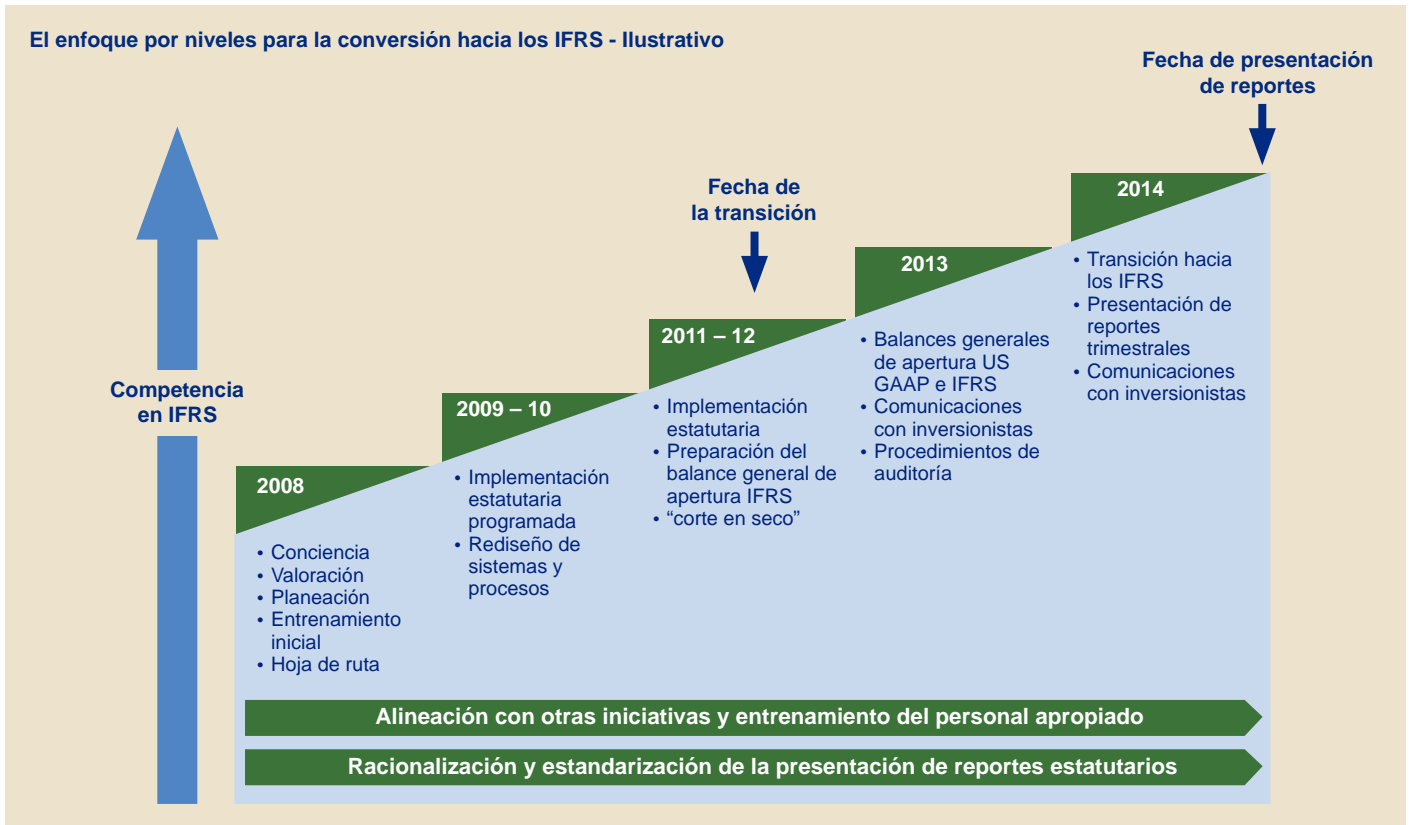 El enfoque por niveles para la conversión hacia los IFRS - Ilustrativo
Fecha de presentación
de reportes
Fecha de
la transición
Competencia
en IFRS
2008
• Conciencia
• Valoración
• Planeación
• Entrenamiento
inicial
• Hoja de ruta
2009 – 10
• Implementación
estatutaria
programada
• Rediseño de
sistemas y
procesos
2011 – 12
• Implementación
estatutaria
• Preparación del
balance general de
apertura IFRS
• “corte en seco”
2013
• Balances generales
de apertura US
GAAP e IFRS
• Comunicaciones
con inversionistas
• Procedimientos de
auditoría
2014
• Transición hacia
los IFRS
• Presentación de
reportes
trimestrales
• Comunicaciones
con inversionistas
Alineación con otras iniciativas y entrenamiento del personal apropiado
Racionalización y estandarización de la presentación de reportes estatutarios